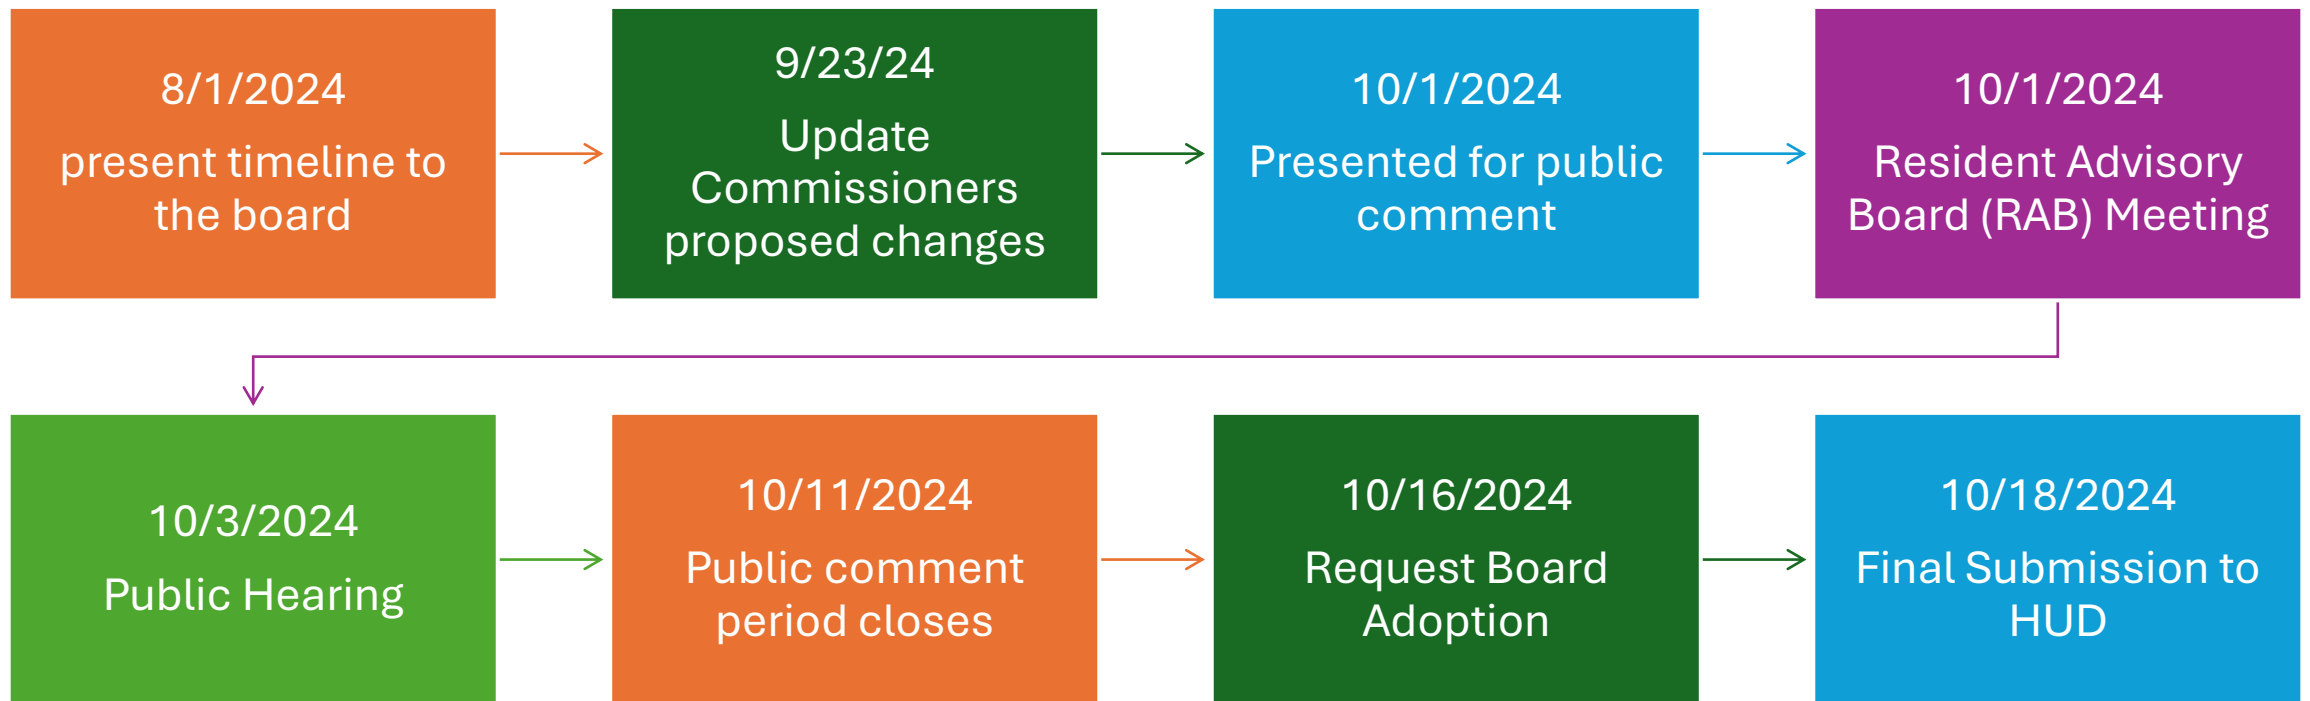 8/1/2024
present timeline to
the board
9/23/24
Update
Commissioners
proposed changes
10/1/2024
Presented for public
comment
10/1/2024
Resident Advisory
Board (RAB) Meeting
10/3/2024
Public Hearing
10/11/2024
Public comment
period closes
10/16/2024
Request Board
Adoption
10/18/2024
Final Submission to
HUD